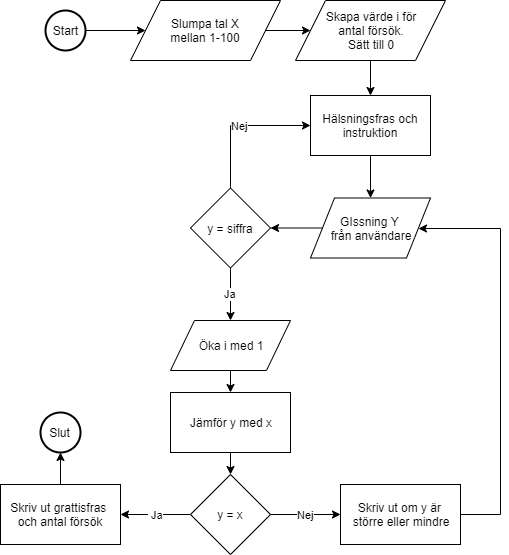 Start
Slumpa tal X
mellan 1-100
Skapa värde i för
antal försök.
Sätt till 0
Hälsningsfras och
instruktion
Nej
GIssning Y
från användare
y = siffra
Ja
Öka i med 1
Jämför y med x
Slut
Skriv ut grattisfras
och antal försök
Ja
y = x
Nej
Skriv ut om y är
större eller mindre